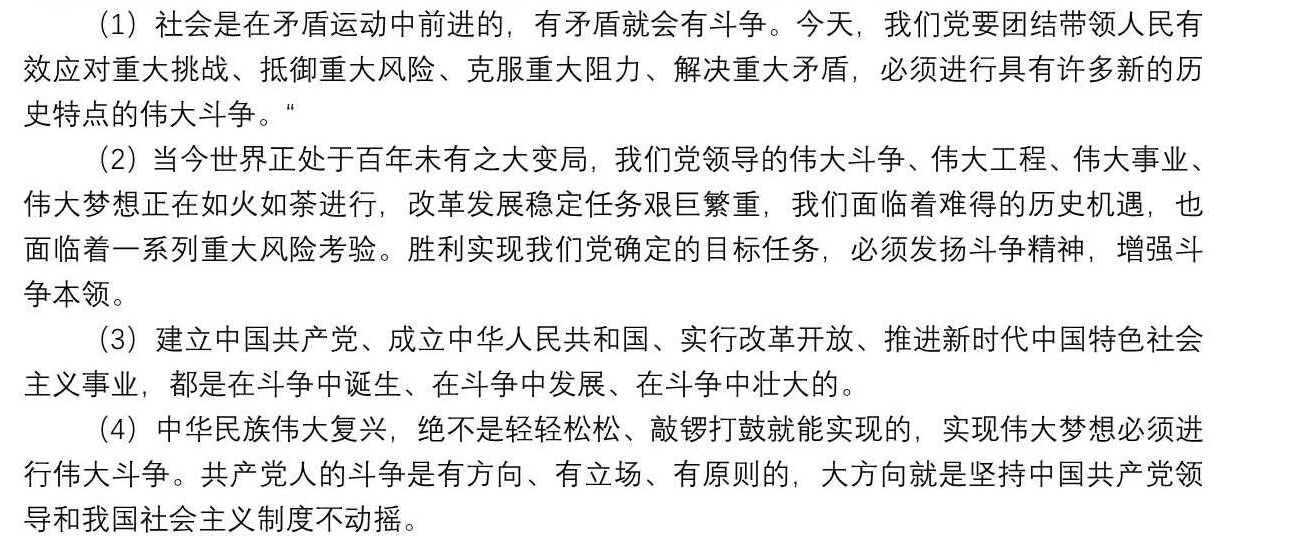 （1）社会是在矛盾运动中前进的，有矛盾就会有斗争。今天，我们党要团结带领人民有
效应对重大挑战、抵御重大风险、克服重大阻力、解决重大矛盾，必须进行具有许多新的历
史特点的伟大斗争。“
（2）当今世界正处于百年未有之大变局，我们党领导的伟大斗争、伟大工程、伟大事业、
伟大梦想正在如火如荼进行，改革发展稳定任务艰巨繁重，我们面临着难得的历史机遇，也
面临着一系列重大风险考验。胜利实现我们党确定的目标任务，必须发扬斗争精神，增强斗
争本领。
（3）建立中国共产党、成立中华人民共和国、实行改革开放、推进新时代中国特色社会
主义事业，都是在斗争中诞生、在斗争中发展、在斗争中壮大的。
（4）中华民族伟大复兴，绝不是轻轻松松、敲锣打鼓就能实现的，实现伟大梦想必须进
行伟大斗争。共产党人的斗争是有方向、有立场、有原则的，大方向就是坚持中国共产党领
导和我国社会主义制度不动摇。